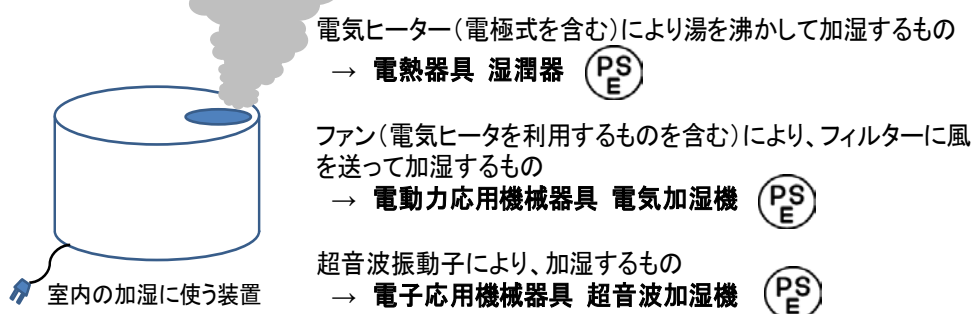 電気ヒーター(電極式を含む)により湯を沸かして加湿するもの
→ 電熱器具 湿潤器 PSE
ファン(電気ヒータを利用するものを含む)により、フィルターに風
を送って加湿するもの
→ 電動力応用機械器具 電気加湿機 PSE
超音波振動子により、加湿するもの
→ 電子応用機械器具 超音波加湿機 PSE
室内の加湿に使う装置